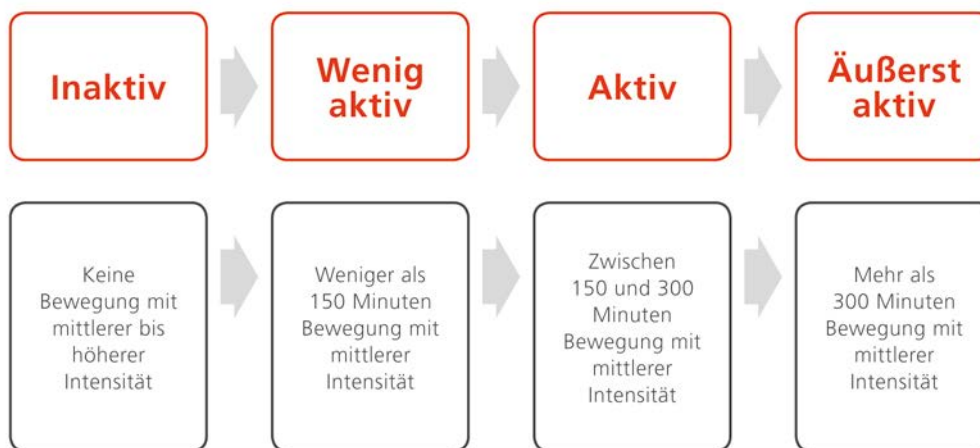 Inaktiv
Wenig
aktiv
Aktiv
Äußerst
aktiv
Keine
Bewegung mit
mittlerer bis
höherer
Intensität
Weniger als
150 Minuten
Bewegung mit
mittlerer
Intensität
Zwischen
150 und 300
Minuten
Bewegung mit
mittlerer
Intensität
Mehr als
300 Minuten
Bewegung mit
mittlerer
Intensität